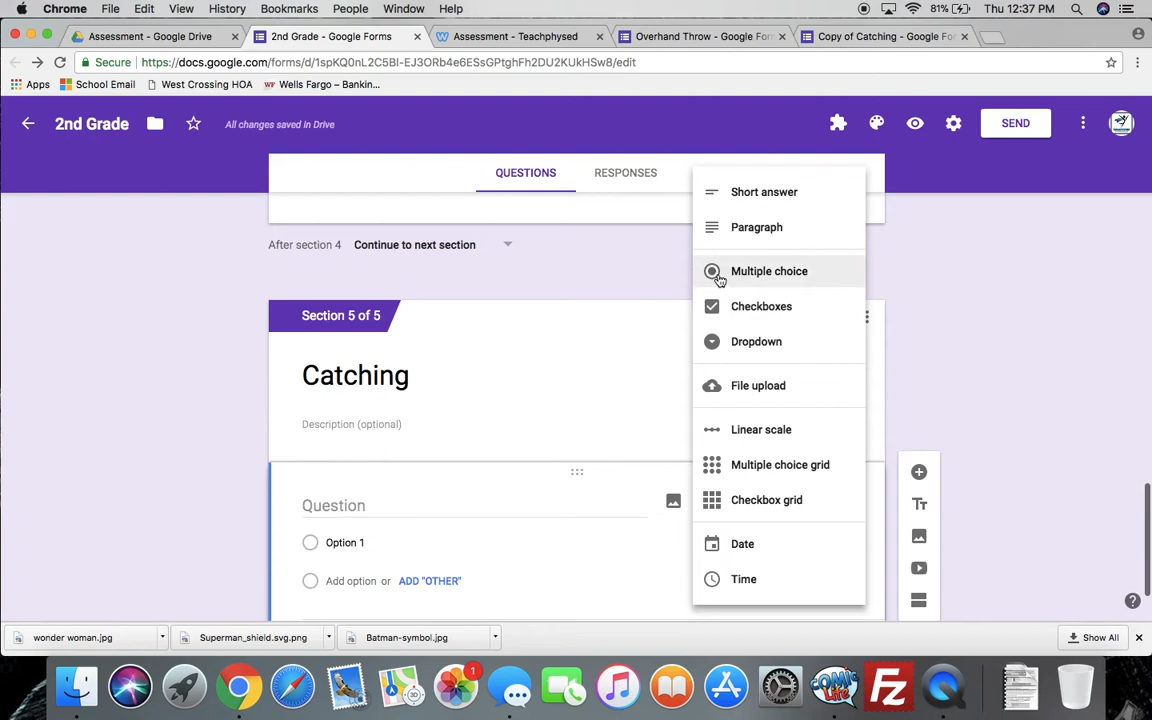 Chrome File Edit View History Bookmarks People Window Help 81% Thu 12:37 PM
Assessment - Google Drive × 2nd Grade - Google Forms × Assessment - Teachphysed × Overhand Throw - Google Form × Copy of Catching - Google Fo ×
Secure https://docs.google.com/forms/d/1spKQ0nL2C5BI-EJ3ORb4e6ESsGPtghFh2DU2KUkHSw8/edit
Apps School Email West Crossing HOA WF Wells Fargo – Bankin...
2nd Grade All changes saved in Drive SEND
QUESTIONS RESPONSES
Short answer
Paragraph
After section 4 Continue to next section
Multiple choice
Checkboxes
Section 5 of 5
Dropdown
Catching
File upload
Description (optional)
Linear scale
Multiple choice grid
Question
Checkbox grid
Option 1
Date
Add option or ADD "OTHER"
Time
wonder woman.jpg Superman_shield.svg.png Batman-symbol.jpg Show All ×